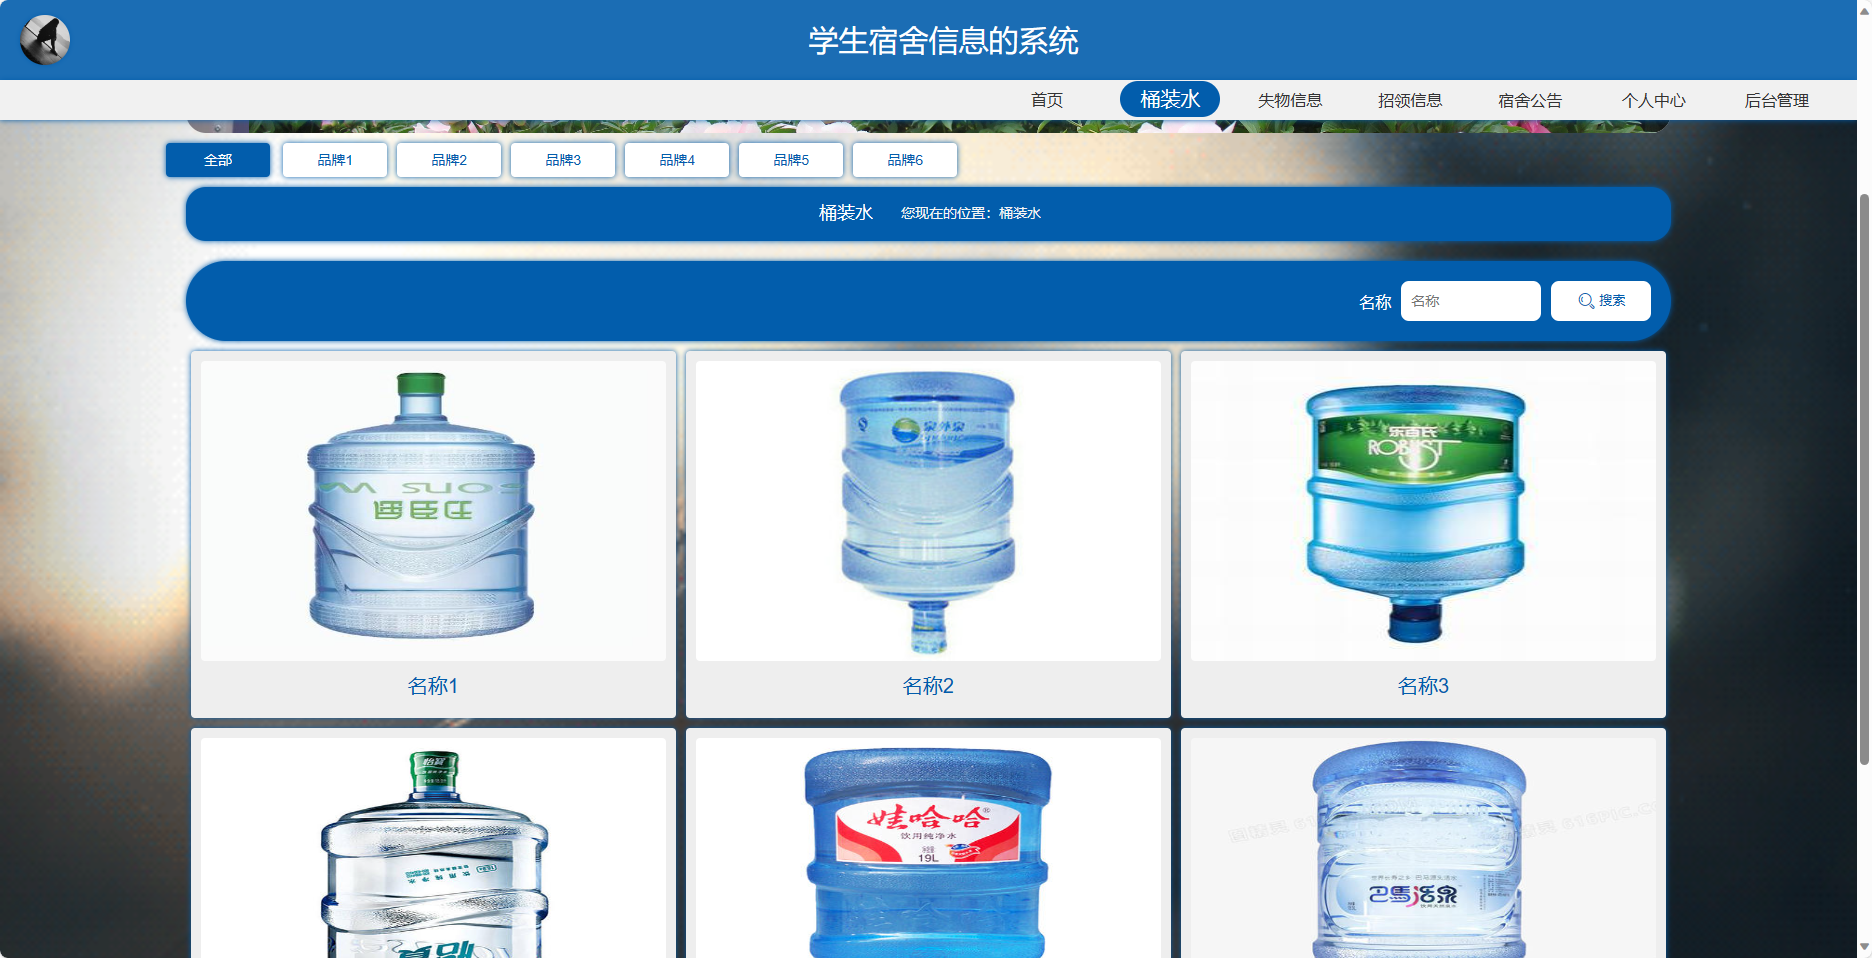 学生宿舍信息的系统
首页 桶装水 失物信息 招领信息 宿舍公告 个人中心 后台管理
全部 品牌1 品牌2 品牌3 品牌4 品牌5 品牌6
桶装水 您现在的位置：桶装水
名称 名称 搜索
泉外泉
乐百氏
ROBUST
名称1 名称2 名称3
怡宝
娃哈哈®
饮用纯净水
19L
巴馬活泉